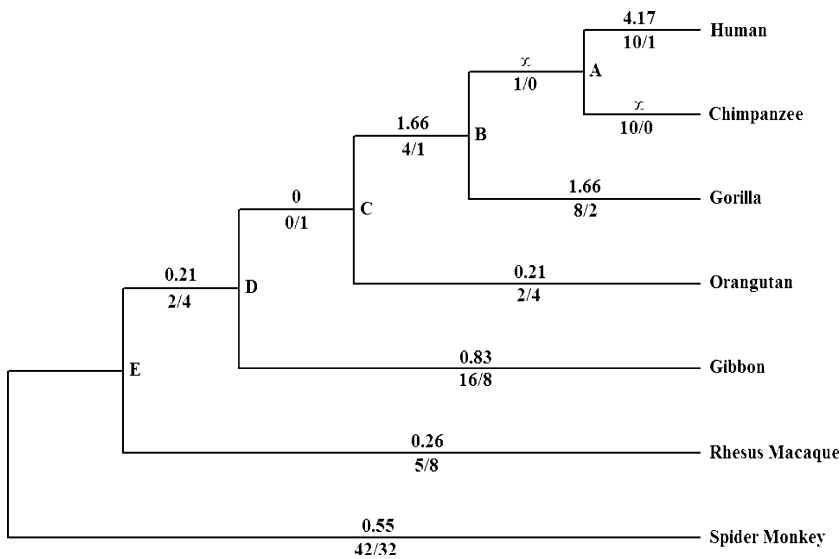 4.17
Human
10/1
x
A
1/0
x
Chimpanzee
10/0
1.66
B
4/1
1.66
Gorilla
8/2
0
C
0/1
0.21
D
2/4
0.21
Orangutan
2/4
0.83
Gibbon
16/8
E
0.26
Rhesus Macaque
5/8
0.55
Spider Monkey
42/32